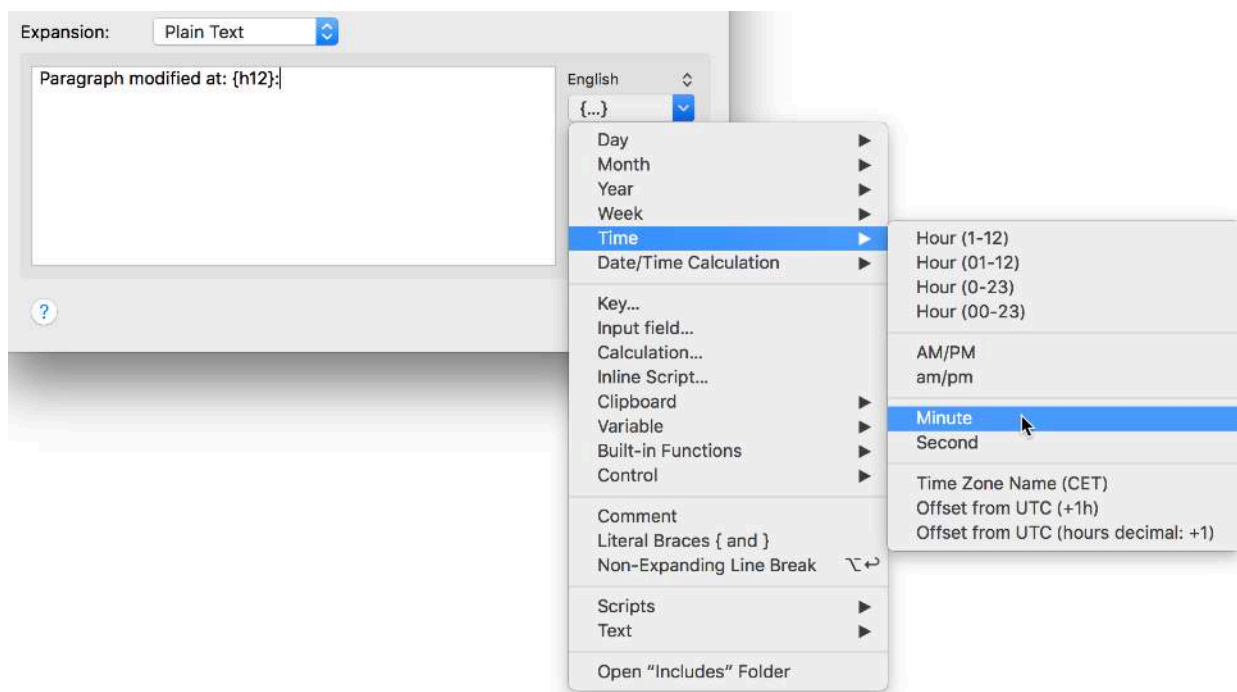 Expansion: Plain Text
Paragraph modified at: {h12}:
English
{...}
Day
Month
Year
Week
Time
Date/Time Calculation
Key...
Input field...
Calculation...
Inline Script...
Clipboard
Variable
Built-in Functions
Control
Comment
Literal Braces { and }
Non-Expanding Line Break ⌥↩
Scripts
Text
Open “Includes” Folder
Hour (1-12)
Hour (01-12)
Hour (0-23)
Hour (00-23)
AM/PM
am/pm
Minute
Second
Time Zone Name (CET)
Offset from UTC (+1h)
Offset from UTC (hours decimal: +1)
?